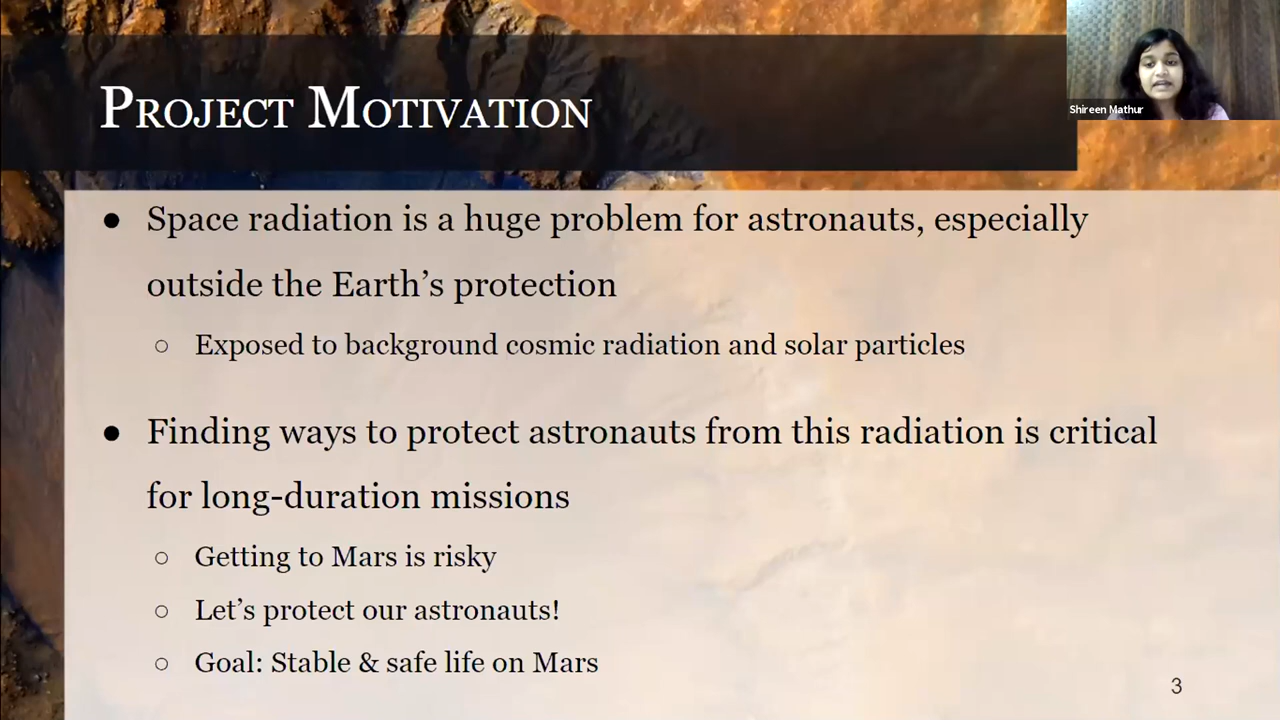 Project Motivation
Shireen Mathur
● Space radiation is a huge problem for astronauts, especially
outside the Earth’s protection
○ Exposed to background cosmic radiation and solar particles
● Finding ways to protect astronauts from this radiation is critical
for long-duration missions
○ Getting to Mars is risky
○ Let’s protect our astronauts!
○ Goal: Stable & safe life on Mars
3